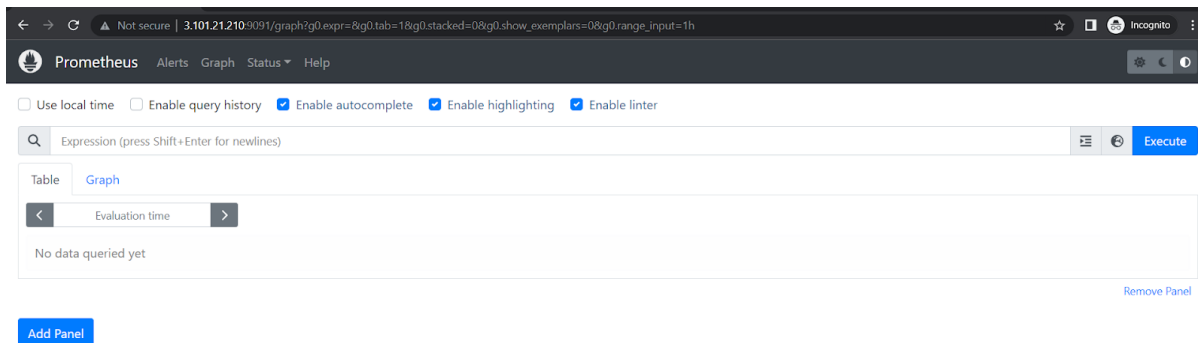 Not secure | 3.101.21.210:9091/graph?g0.expr=&g0.tab=1&g0.stacked=0&g0.show_exemplars=0&g0.range_input=1h Incognito
Prometheus Alerts Graph Status Help
Use local time Enable query history Enable autocomplete Enable highlighting Enable linter
Expression (press Shift+Enter for newlines) Execute
Table Graph
Evaluation time
No data queried yet
Remove Panel
Add Panel